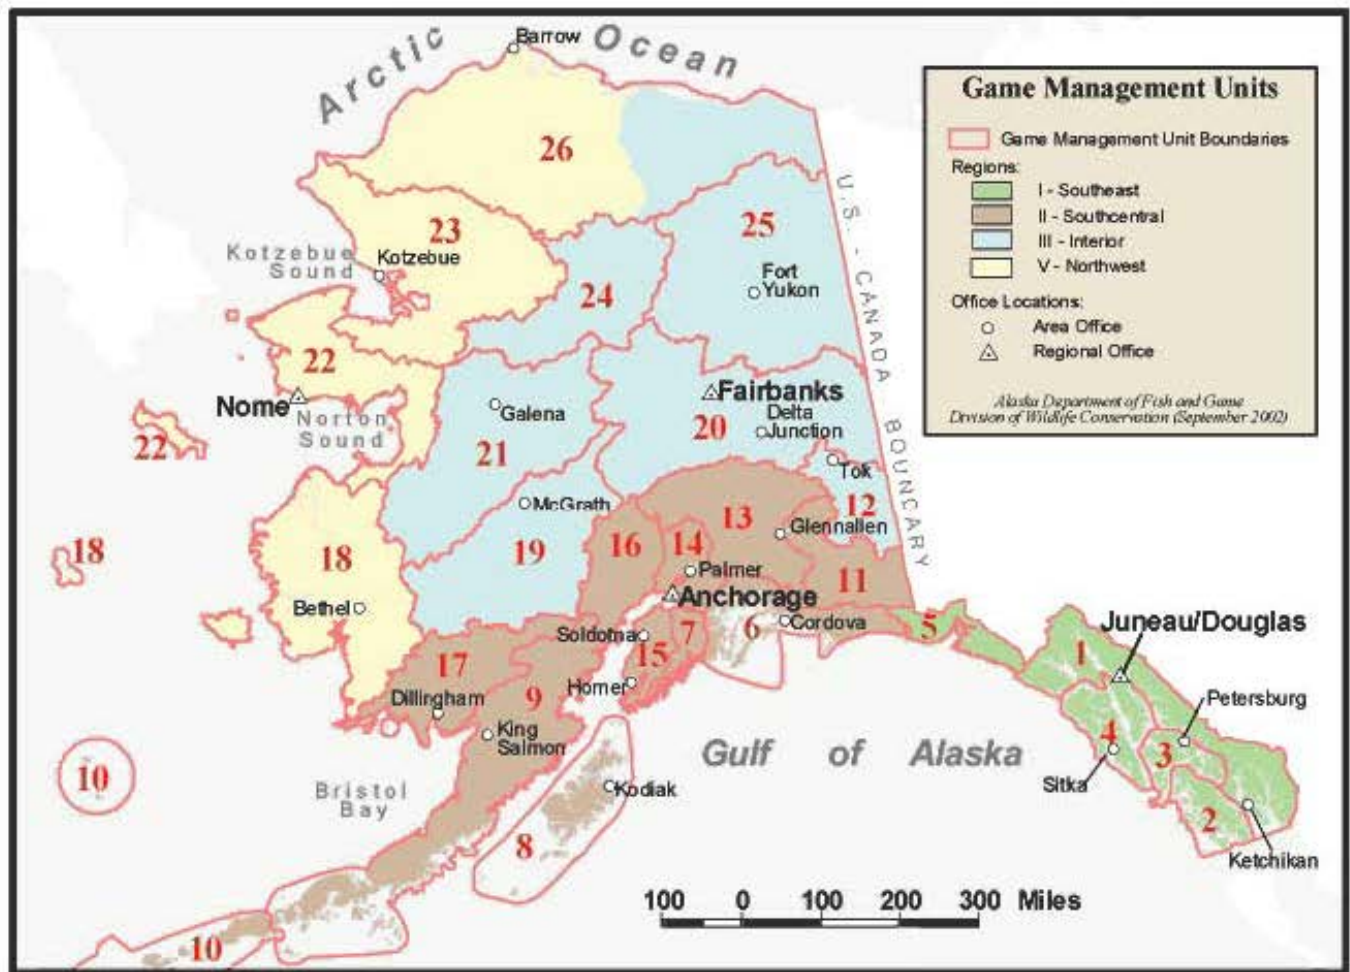 Arctic Ocean
Barrow
Game Management Units
Game Management Unit Boundaries
Regions:
I - Southeast
II - Southcentral
III - Interior
V - Northwest
Office Locations:
Area Office
Regional Office
Alaska Department of Fish and Game
Division of Wildlife Conservation (September 2002)
U.S. - CANADA BOUNCARY
26
25
23
Kotzebue
Sound
Kotzebue
Fort
Yukon
24
22
Nome
Norton
Sound
22
Galena
21
Fairbanks
Delta
Junction
20
Tok
12
McGrath
13
Glennallen
18
18
19
16
14
Palmer
11
Bethel
Anchorage
Soldotna
15
7
6
Cordova
5
17
Dillingham
9
Homer
King
Salmon
1
Juneau/Douglas
Petersburg
4
3
Sitka
2
Ketchikan
Gulf of Alaska
10
Bristol
Bay
Kodiak
8
10
100 0 100 200 300 Miles